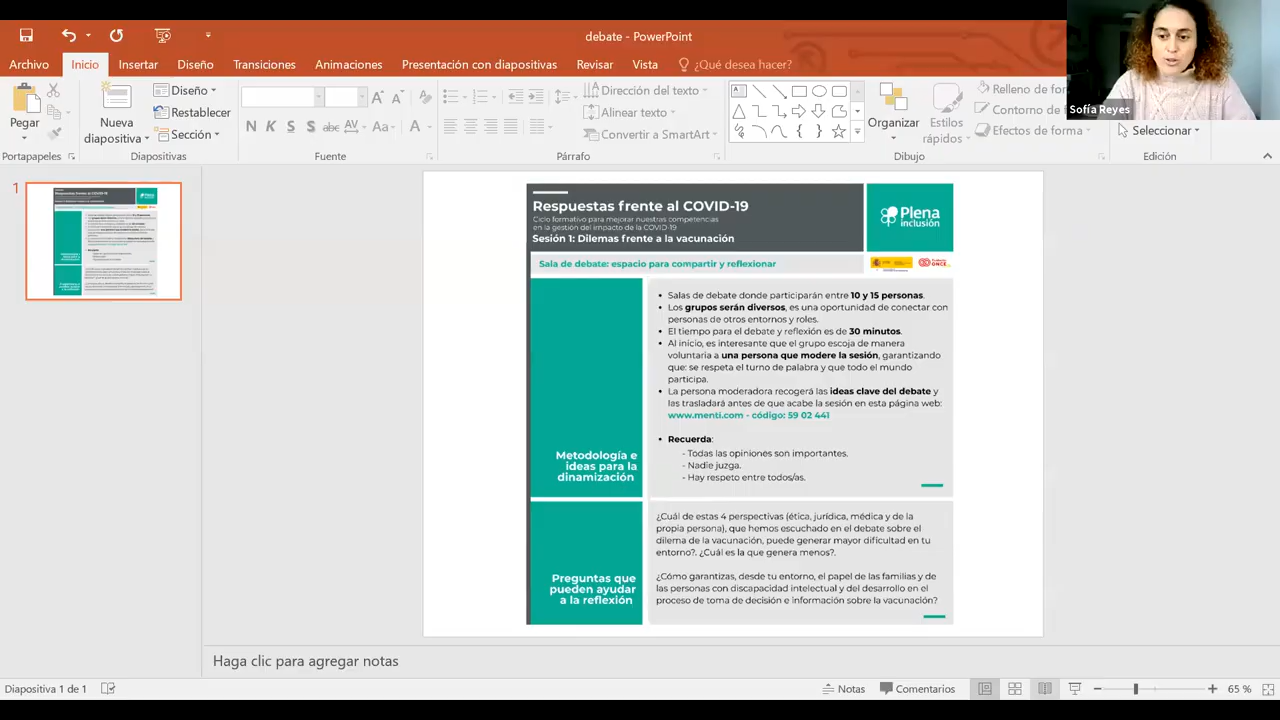 debate - PowerPoint
Archivo
Inicio
Insertar
Diseño
Transiciones
Animaciones
Presentación con diapositivas
Revisar
Vista
¿Qué desea hacer?
Sofía Reyes
Pegar
Nueva
diapositiva
Diseño
Restablecer
Sección
N K S S abc AV Aa A
Dirección del texto
Alinear texto
Convertir a SmartArt
Organizar
Estilos
rápidos
Relleno de
Contorno de
Efectos de forma
Seleccionar
Portapapeles
Diapositivas
Fuente
Párrafo
Dibujo
Edición
1
Respuestas frente al COVID-19
Ciclo formativo para mejorar nuestras competencias
en la gestión del impacto de la COVID-19
Sesión 1: Dilemas frente a la vacunación
Plena
inclusión
Sala de debate: espacio para compartir y reflexionar
ONCE
Metodología e
ideas para la
dinamización
• Salas de debate donde participarán entre 10 y 15 personas.
• Los grupos serán diversos, es una oportunidad de conectar con
personas de otros entornos y roles.
• El tiempo para el debate y reflexión es de 30 minutos.
• Al inicio, es interesante que el grupo escoja de manera
voluntaria a una persona que modere la sesión, garantizando
que: se respeta el turno de palabra y que todo el mundo
participa.
• La persona moderadora recogerá las ideas clave del debate y
las trasladará antes de que acabe la sesión en esta página web:
www.menti.com - código: 59 02 441
• Recuerda:
- Todas las opiniones son importantes.
- Nadie juzga.
- Hay respeto entre todos/as.
Preguntas que
pueden ayudar
a la reflexión
¿Cuál de estas 4 perspectivas (ética, jurídica, médica y de la
propia persona), que hemos escuchado en el debate sobre el
dilema de la vacunación, puede generar mayor dificultad en tu
entorno?. ¿Cuál es la que genera menos?.
¿Cómo garantizas, desde tu entorno, el papel de las familias y de
las personas con discapacidad intelectual y del desarrollo en el
proceso de toma de decisión e información sobre la vacunación?
Haga clic para agregar notas
Diapositiva 1 de 1
Notas
Comentarios
65 %